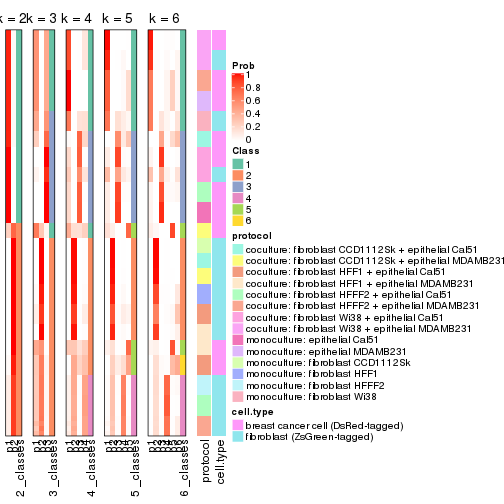 k = 2
k = 3
k = 4
k = 5
k = 6
Prob
1
0.8
0.6
0.4
0.2
0
Class
1
2
3
4
5
6
protocol
coculture: fibroblast CCD1112Sk + epithelial Cal51
coculture: fibroblast CCD1112Sk + epithelial MDAMB231
coculture: fibroblast HFF1 + epithelial Cal51
coculture: fibroblast HFF1 + epithelial MDAMB231
coculture: fibroblast HFFF2 + epithelial Cal51
coculture: fibroblast HFFF2 + epithelial MDAMB231
coculture: fibroblast Wi38 + epithelial Cal51
coculture: fibroblast Wi38 + epithelial MDAMB231
monoculture: epithelial Cal51
monoculture: epithelial MDAMB231
monoculture: fibroblast CCD1112Sk
monoculture: fibroblast HFF1
monoculture: fibroblast HFFF2
monoculture: fibroblast Wi38
cell.type
breast cancer cell (DsRed-tagged)
fibroblast (ZsGreen-tagged)
2_classes
3_classes
4_classes
5_classes
6_classes
protocol
cell.type